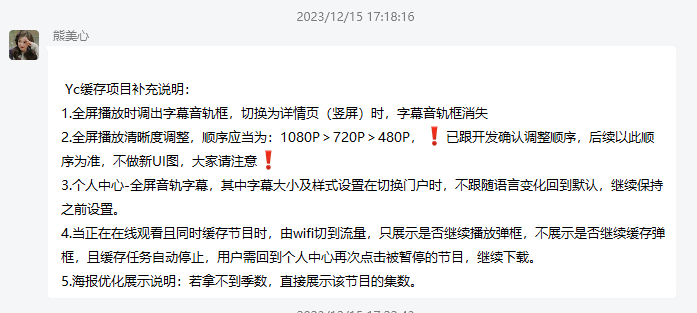 2023/12/15 17:18:16
熊美心
Yc缓存项目补充说明：
1.全屏播放时调出字幕音轨框，切换为详情页（竖屏）时，字幕音轨框消失
2.全屏播放清晰度调整，顺序应当为：1080P＞720P＞480P，❗已跟开发确认调整顺序，后续以此顺
序为准，不做新UI图，大家请注意❗
3.个人中心-全屏音轨字幕，其中字幕大小及样式设置在切换门户时，不跟随语言变化回到默认，继续保持
之前设置。
4.当正在在线观看且同时缓存节目时，由wifi切到流量，只展示是否继续播放弹框，不展示是否继续缓存弹
框，且缓存任务自动停止，用户需回到个人中心再次点击被暂停的节目，继续下载。
5.海报优化展示说明：若拿不到季数，直接展示该节目的集数。